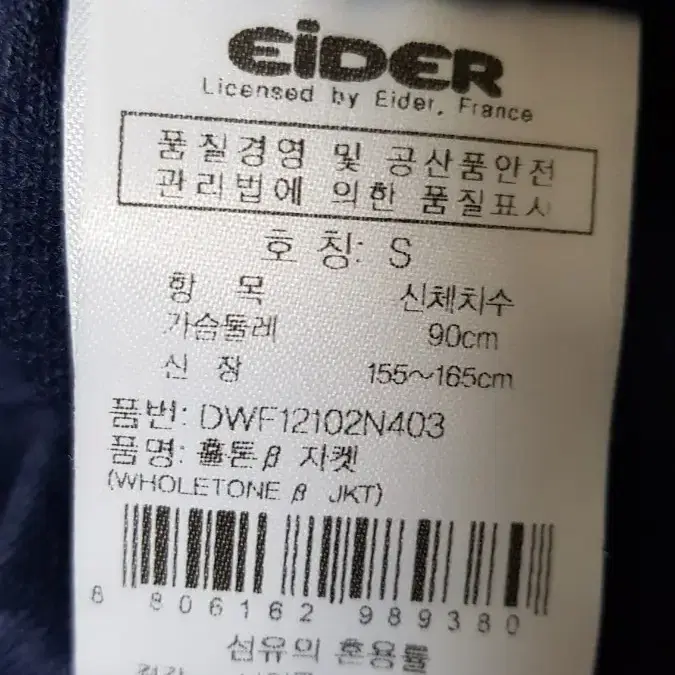 EiDER
Licensed by Eider, France
품질경영 및 공산품안전
관리법에 의한 품질표시
호 칭: S
항 목 신체치수
가슴둘레 90cm
신 장 155~165cm
품번: DWF12102N403
품명: 홀톤β 자켓
(WHOLETONE β JKT)
8 806162 989380
섬유의 혼용률
겉감